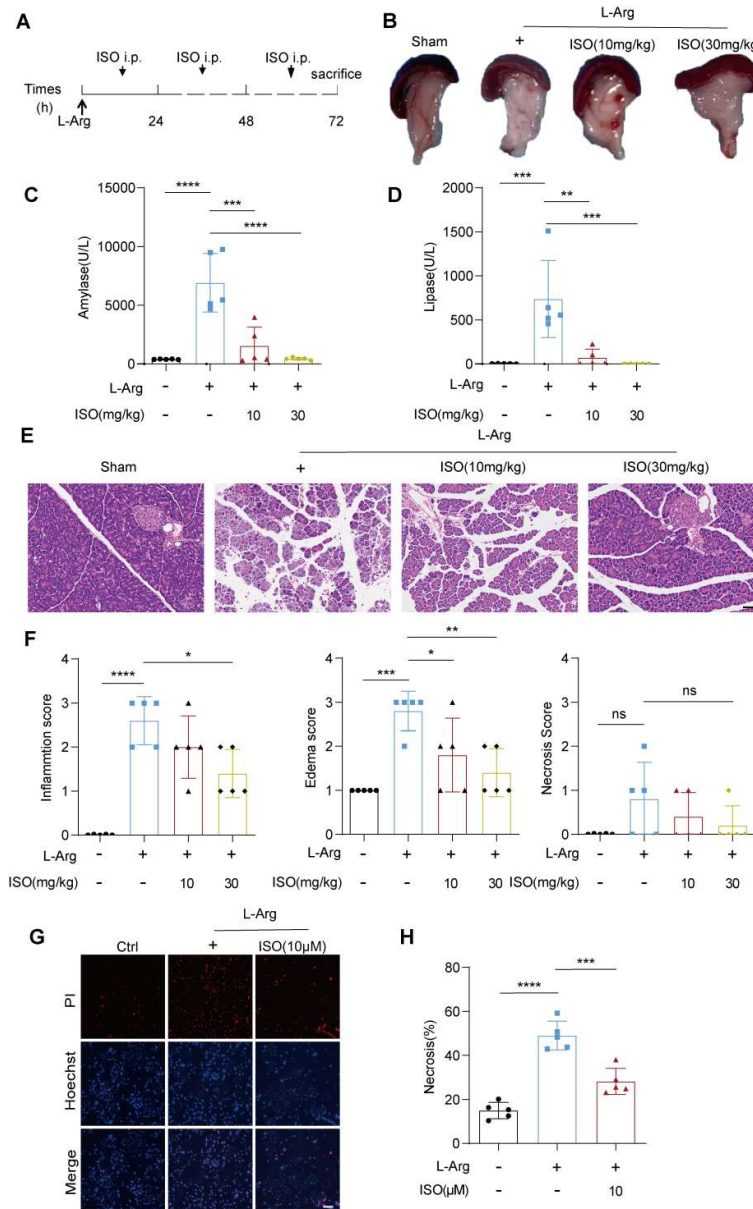 A
ISO i.p. ISO i.p. ISO i.p. sacrifice
Times
(h)
L-Arg 24 48 72
B
L-Arg
Sham + ISO(10mg/kg) ISO(30mg/kg)
C
**** *** ****
Amylase(U/L)
15000
10000
5000
0
L-Arg - + + +
ISO(mg/kg) - - 10 30
D
*** ** ***
Lipase(U/L)
2000
1500
1000
500
0
L-Arg - + + +
ISO(mg/kg) - - 10 30
E
L-Arg
Sham + ISO(10mg/kg) ISO(30mg/kg)
F
**** *
Inflammtion score
4
3
2
1
0
L-Arg - + + +
ISO(mg/kg) - - 10 30
*** * **
Edema score
4
3
2
1
0
L-Arg - + + +
ISO(mg/kg) - - 10 30
ns ns
Necrosis Score
4
3
2
1
0
L-Arg - + + +
ISO(mg/kg) - - 10 30
G
L-Arg
Ctrl + ISO(10μM)
PI
Hoechst
Merge
H
**** ***
Necrosis(%)
80
60
40
20
0
L-Arg - + +
ISO(μM) - - 10